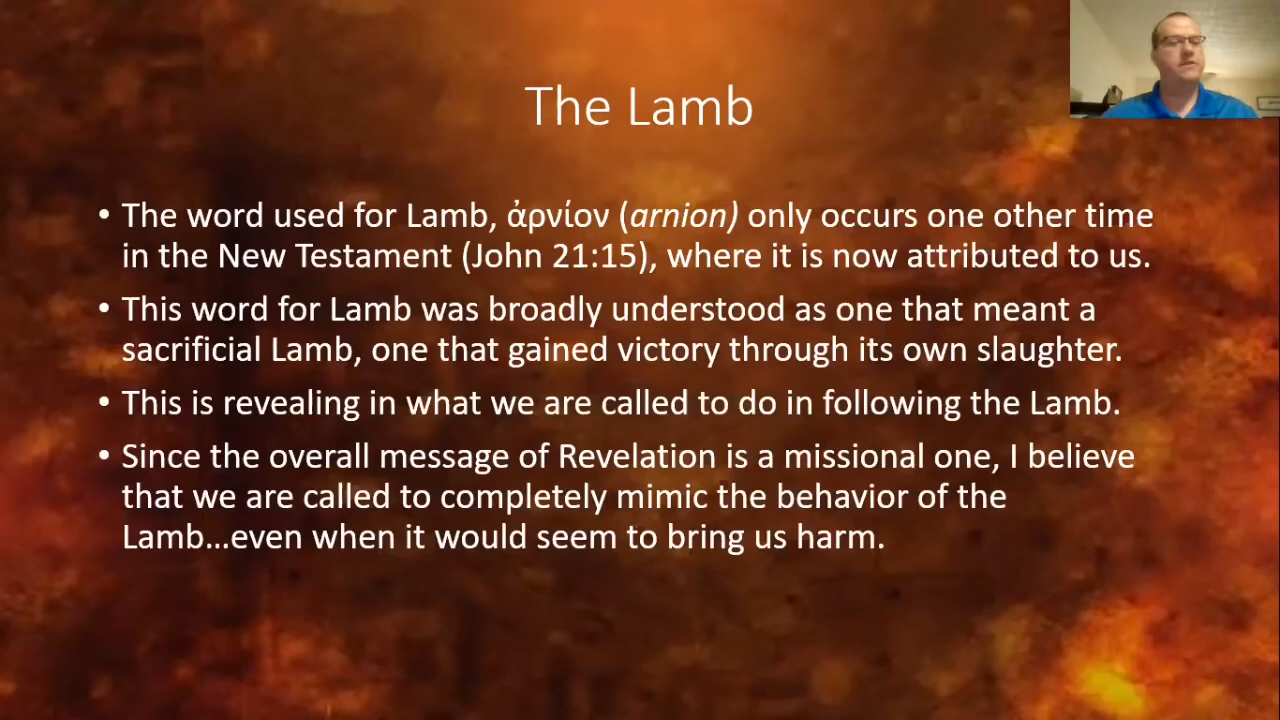 The Lamb
• The word used for Lamb, ἀρνίον (arnion) only occurs one other time
in the New Testament (John 21:15), where it is now attributed to us.
• This word for Lamb was broadly understood as one that meant a
sacrificial Lamb, one that gained victory through its own slaughter.
• This is revealing in what we are called to do in following the Lamb.
• Since the overall message of Revelation is a missional one, I believe
that we are called to completely mimic the behavior of the
Lamb…even when it would seem to bring us harm.